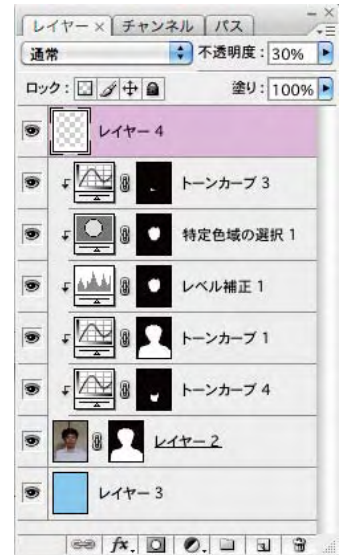 レイヤー × チャンネル パス
通常 不透明度: 30%
ロック: 塗り: 100%
レイヤー 4
トーンカーブ 3
特定色域の選択 1
レベル補正 1
トーンカーブ 1
トーンカーブ 4
レイヤー 2
レイヤー 3
fx.